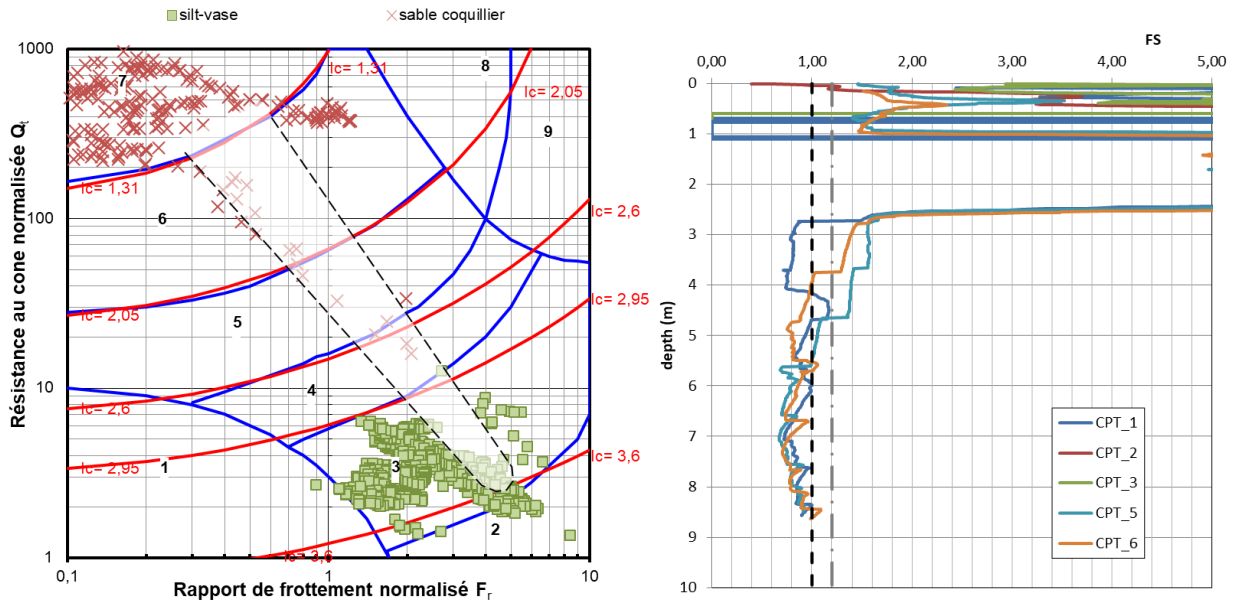 silt-vase
sable coquillier
Résistance au cone normalisée Qt
1000
100
10
1
0,1
1
10
Rapport de frottement normalisé Fr
7
8
9
6
5
4
1
3
2
Ic= 1,31
Ic= 2,05
Ic= 1,31
Ic= 2,6
Ic= 2,05
Ic= 2,95
Ic= 2,6
Ic= 2,95
Ic= 3,6
Ic= 3,6
FS
0,00 1,00 2,00 3,00 4,00 5,00
depth (m)
0
1
2
3
4
5
6
7
8
9
10
CPT_1
CPT_2
CPT_3
CPT_5
CPT_6